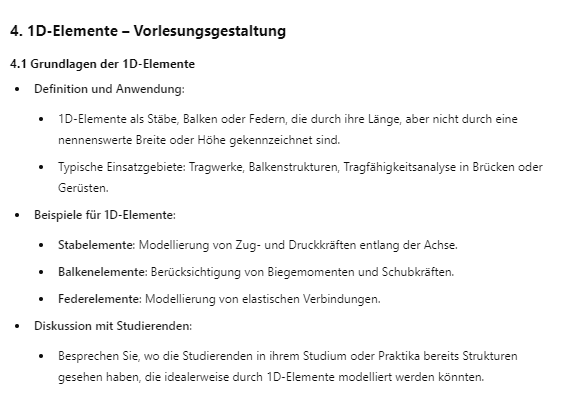 4. 1D-Elemente – Vorlesungsgestaltung
4.1 Grundlagen der 1D-Elemente
• Definition und Anwendung:
• 1D-Elemente als Stäbe, Balken oder Federn, die durch ihre Länge, aber nicht durch eine
nennenswerte Breite oder Höhe gekennzeichnet sind.
• Typische Einsatzgebiete: Tragwerke, Balkenstrukturen, Tragfähigkeitsanalyse in Brücken oder
Gerüsten.
• Beispiele für 1D-Elemente:
• Stabelemente: Modellierung von Zug- und Druckkräften entlang der Achse.
• Balkenelemente: Berücksichtigung von Biegemomenten und Schubkräften.
• Federelemente: Modellierung von elastischen Verbindungen.
• Diskussion mit Studierenden:
• Besprechen Sie, wo die Studierenden in ihrem Studium oder Praktika bereits Strukturen
gesehen haben, die idealerweise durch 1D-Elemente modelliert werden könnten.